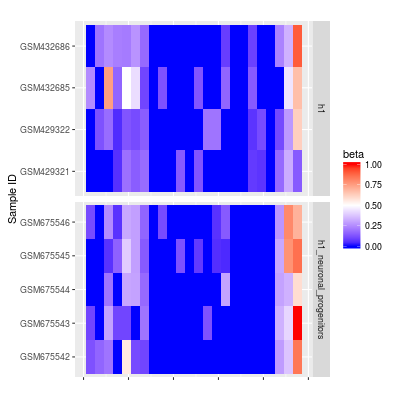 GSM432686
GSM432685
GSM429322
GSM429321
h1
GSM675546
GSM675545
GSM675544
GSM675543
GSM675542
h1_neuronal_progenitors
Sample ID
beta
1.00
0.75
0.50
0.25
0.00